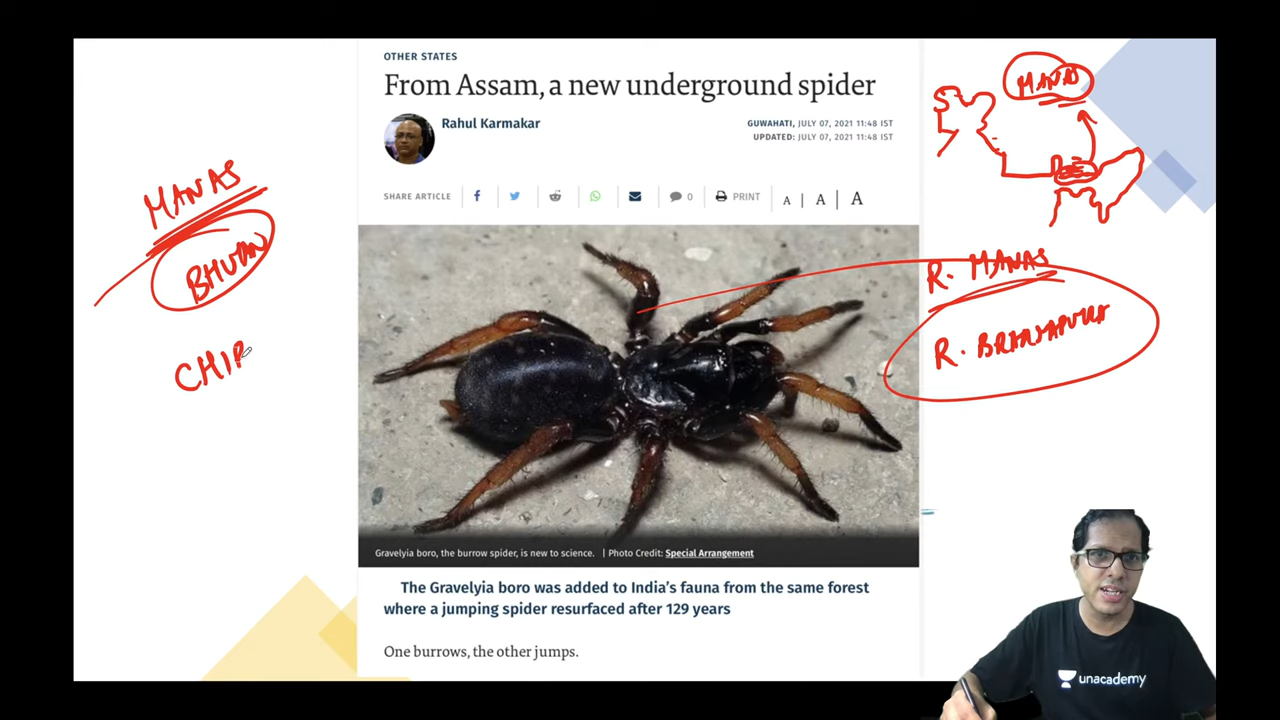 OTHER STATES
From Assam, a new underground spider
Rahul Karmakar
GUWAHATI, JULY 07, 2021 11:48 IST
UPDATED: JULY 07, 2021 11:48 IST
SHARE ARTICLE
0
PRINT
A A A
MANAS
MANAS
BHUTAN
CHIR
R. MANAS
R.
Gravelyia boro, the burrow spider, is new to science. | Photo Credit: Special Arrangement
The Gravelyia boro was added to India's fauna from the same forest
where a jumping spider resurfaced after 129 years
One burrows, the other jumps.
unacademy